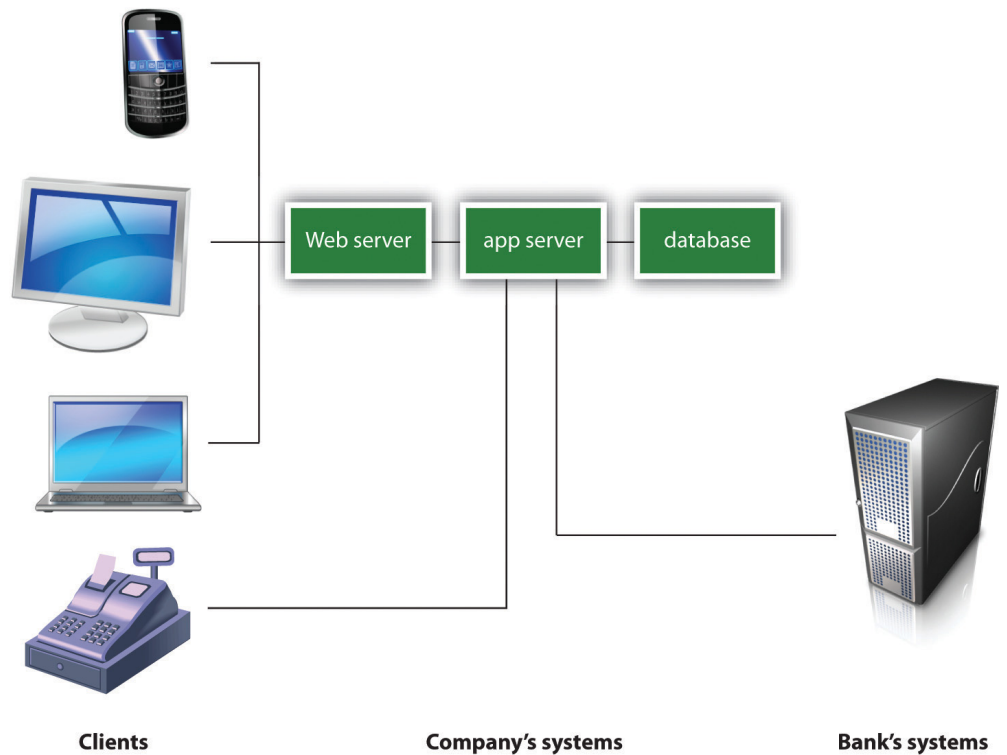 Web server
app server
database
Clients
Company's systems
Bank's systems